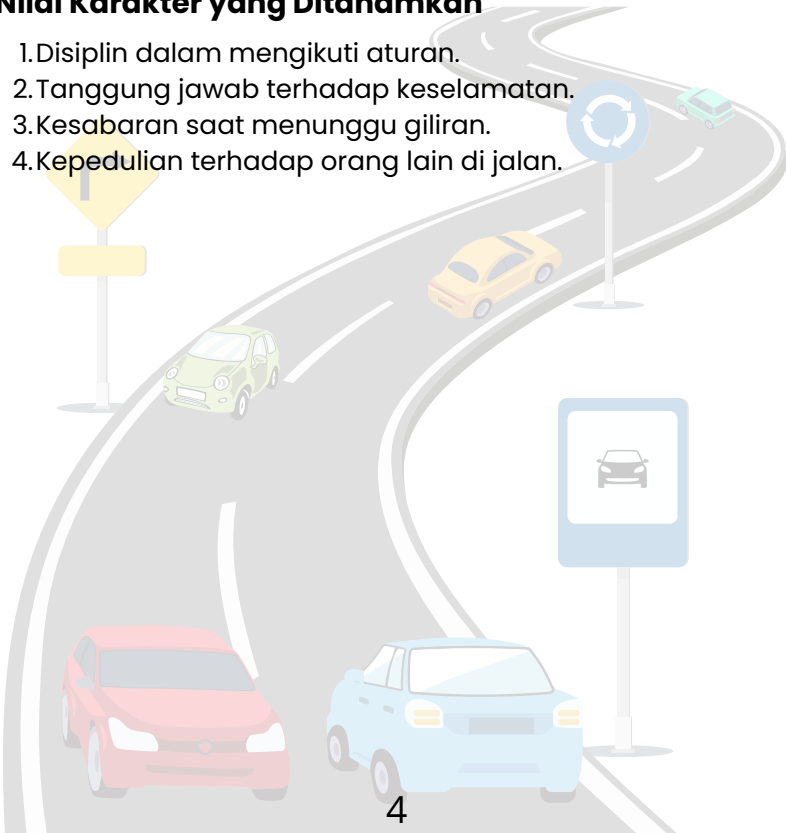 Nilai Karakter yang Ditanamkan
1.Disiplin dalam mengikuti aturan.
2.Tanggung jawab terhadap keselamatan.
3.Kesabaran saat menunggu giliran.
4.Kepedulian terhadap orang lain di jalan.
4